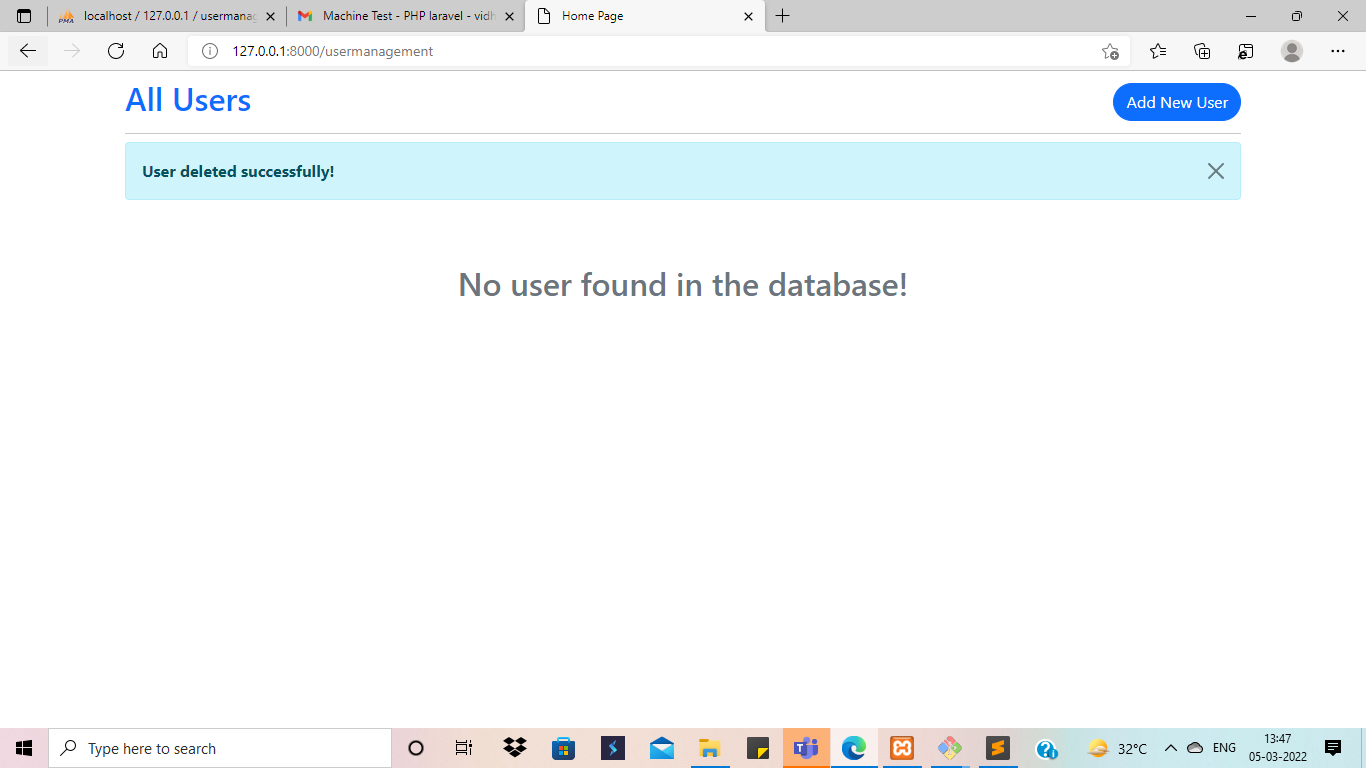 localhost / 127.0.0.1 / usermanag
Machine Test - PHP laravel - vidh
Home Page
127.0.0.1:8000/usermanagement
All Users
Add New User
User deleted successfully!
No user found in the database!
Type here to search
32°C
ENG
13:47
05-03-2022